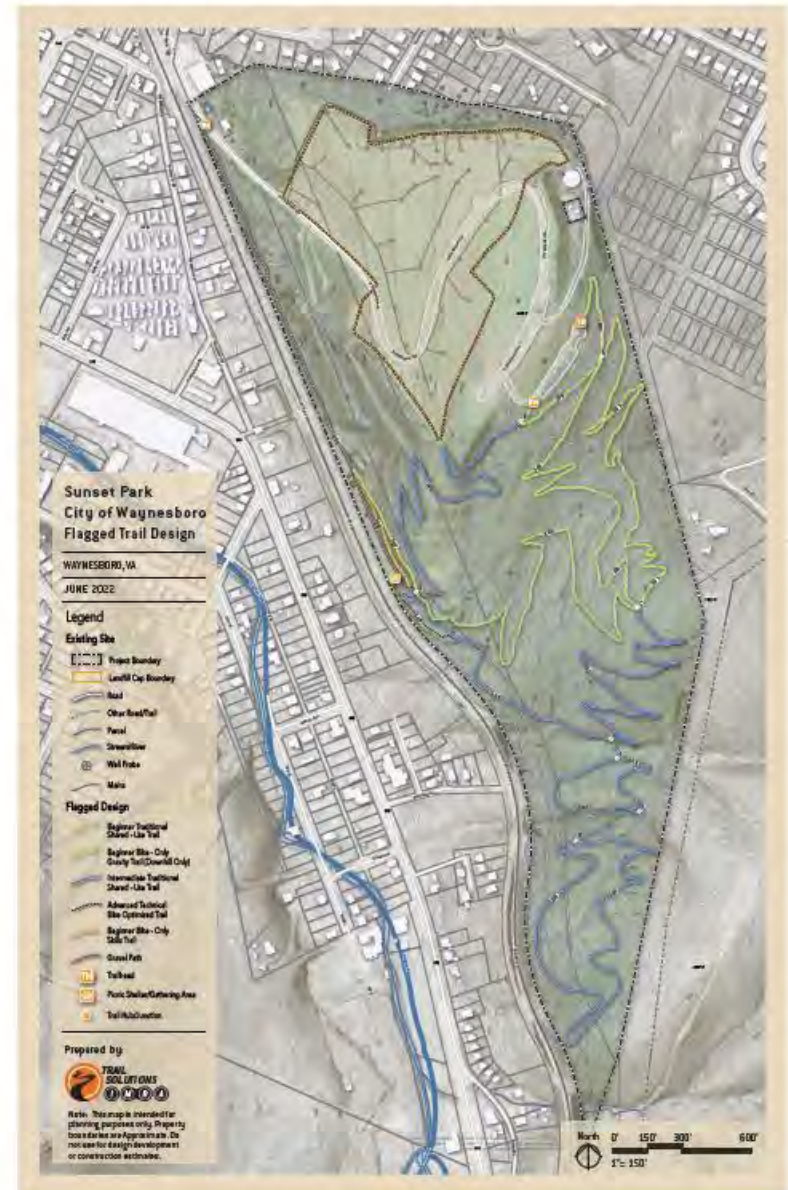 Sunset Park
City of Waynesboro
Flagged Trail Design
WAYNESBORO, VA
JUNE 2022
Legend
Existing Site
Project Boundary
Landfill Cap Boundary
Road
Other Road/Trail
Parcel
Stream/River
Well Probe
Mains
Flagged Design
Beginner Traditional
Shared - Use Trail
Beginner Bike - Only
Gravity Trail (Downhill Only)
Intermediate Traditional
Shared - Use Trail
Advanced Technical
Bike Optimized Trail
Beginner Bike - Only
Skills Trail
Gravel Path
Trailhead
Picnic Shelter/Gathering Area
Trail Hub/Junction
Prepared by:
TRAIL
SOLUTIONS
IMBA
Note: This map is intended for
planning purposes only. Property
boundaries are Approximate. Do
not use for design development
or construction estimates.
North
0' 150' 300' 600'
1"= 150'